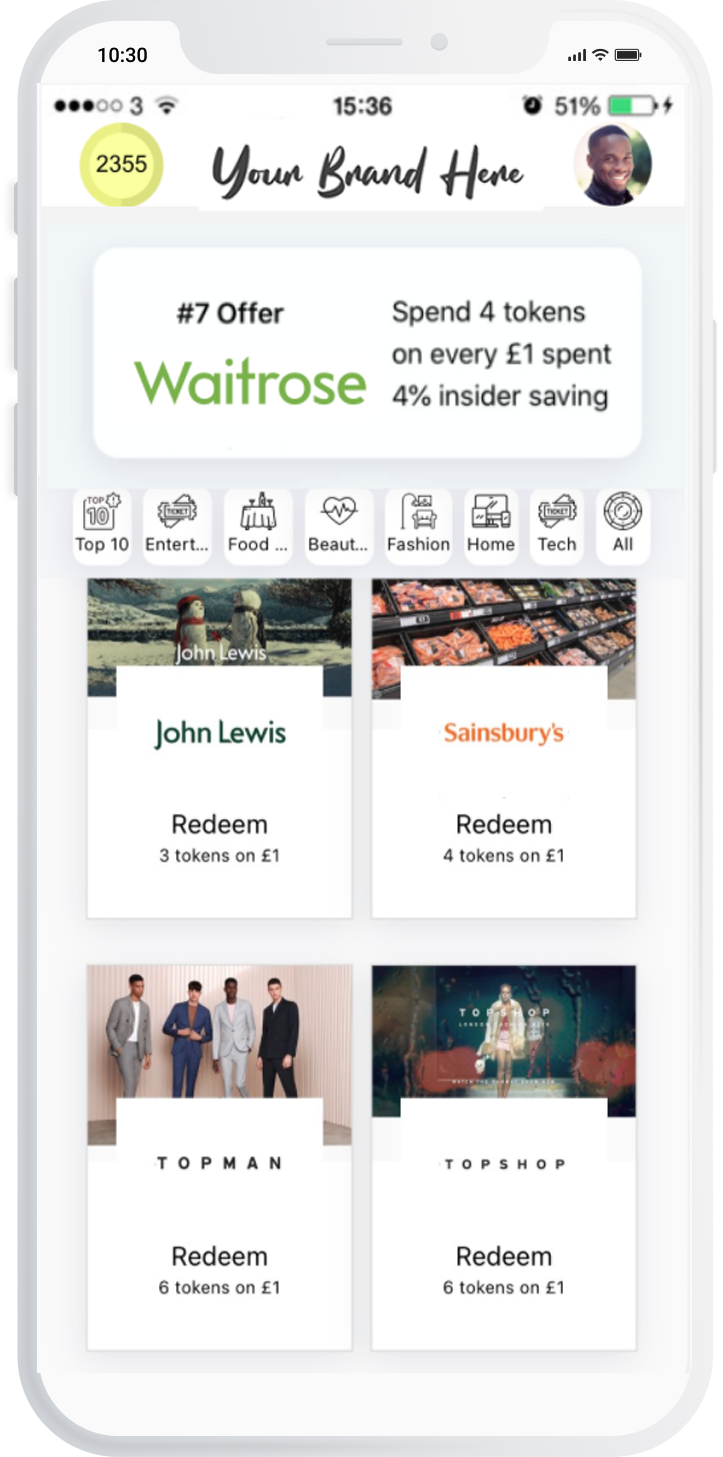 10:30
3 15:36 51%
2355 Your Brand Here
#7 Offer
Waitrose
Spend 4 tokens
on every £1 spent
4% insider saving
TOP
10
TICKET
TICKET
Top 10 Entert... Food ... Beaut... Fashion Home Tech All
John Lewis
John Lewis
Sainsbury's
Redeem
3 tokens on £1
Redeem
4 tokens on £1
TOPSHOP
TOPMAN
TOPSHOP
Redeem
6 tokens on £1
Redeem
6 tokens on £1